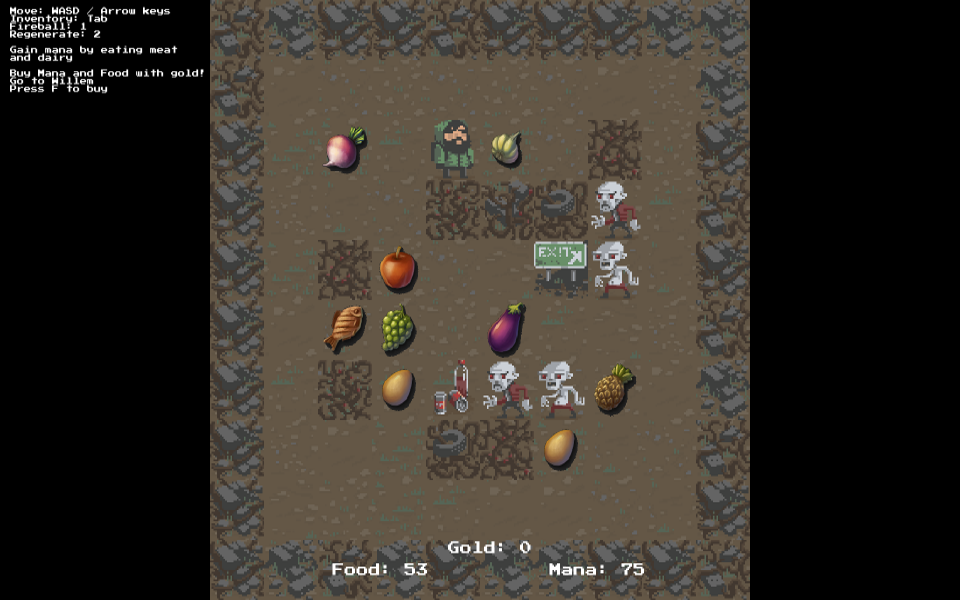 Move: WASD / Arrow keys
Inventory: Tab
Fireball: 1
Regenerate: 2
Gain mana by eating meat
and dairy
Buy Mana and Food with gold!
Go to Willem
Press F to buy
EXIT
Gold: 0
Food: 53
Mana: 75